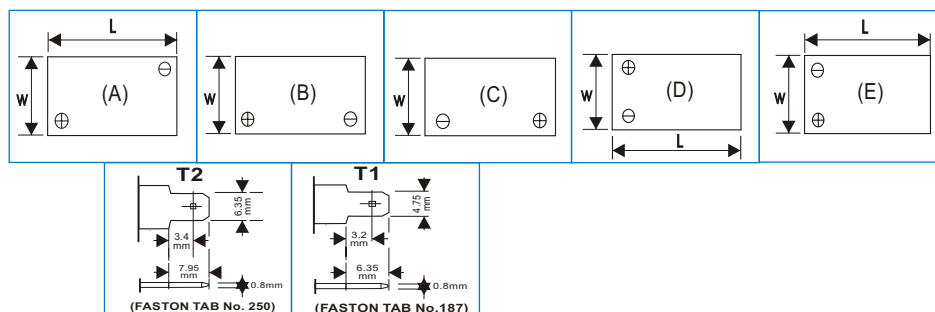 L
W
(A)
⊖
⊕
W
(B)
⊕
⊖
W
(C)
⊖
⊕
W
(D)
⊕
⊖
L
L
W
(E)
⊖
⊕
T2
6.35
mm
3.4
mm
7.95
mm
0.8mm
(FASTON TAB No. 250)
T1
4.75
mm
3.2
mm
6.35
mm
0.8mm
(FASTON TAB No.187)